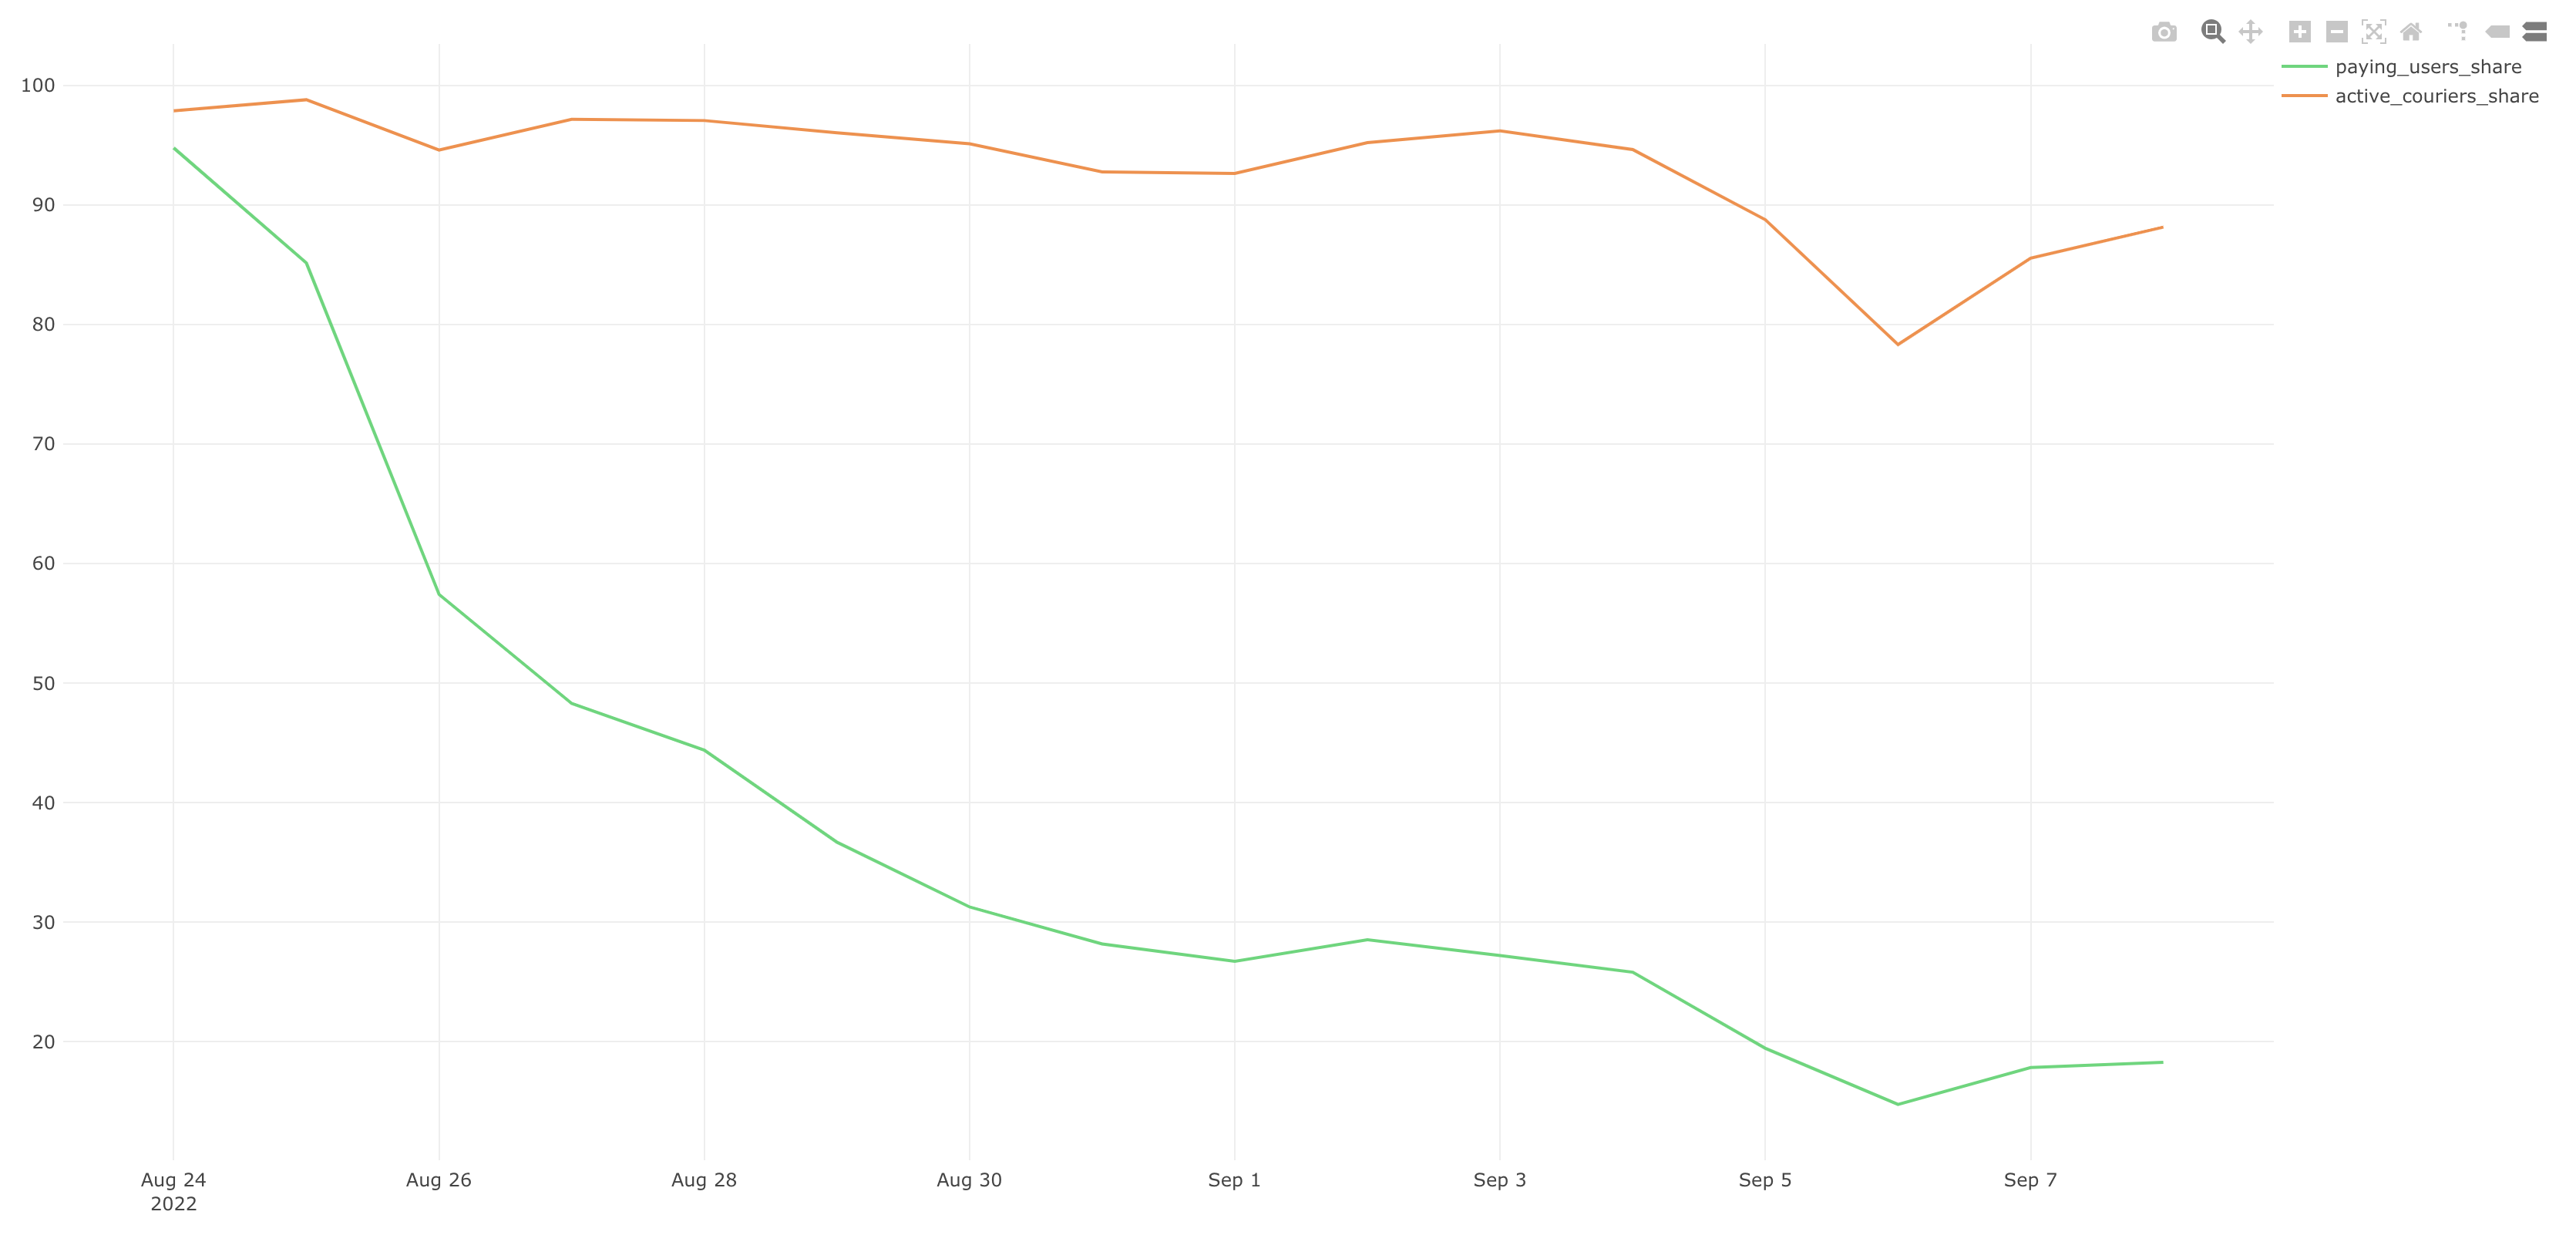 paying_users_share
active_couriers_share
100
90
80
70
60
50
40
30
20
Aug 24
2022
Aug 26
Aug 28
Aug 30
Sep 1
Sep 3
Sep 5
Sep 7